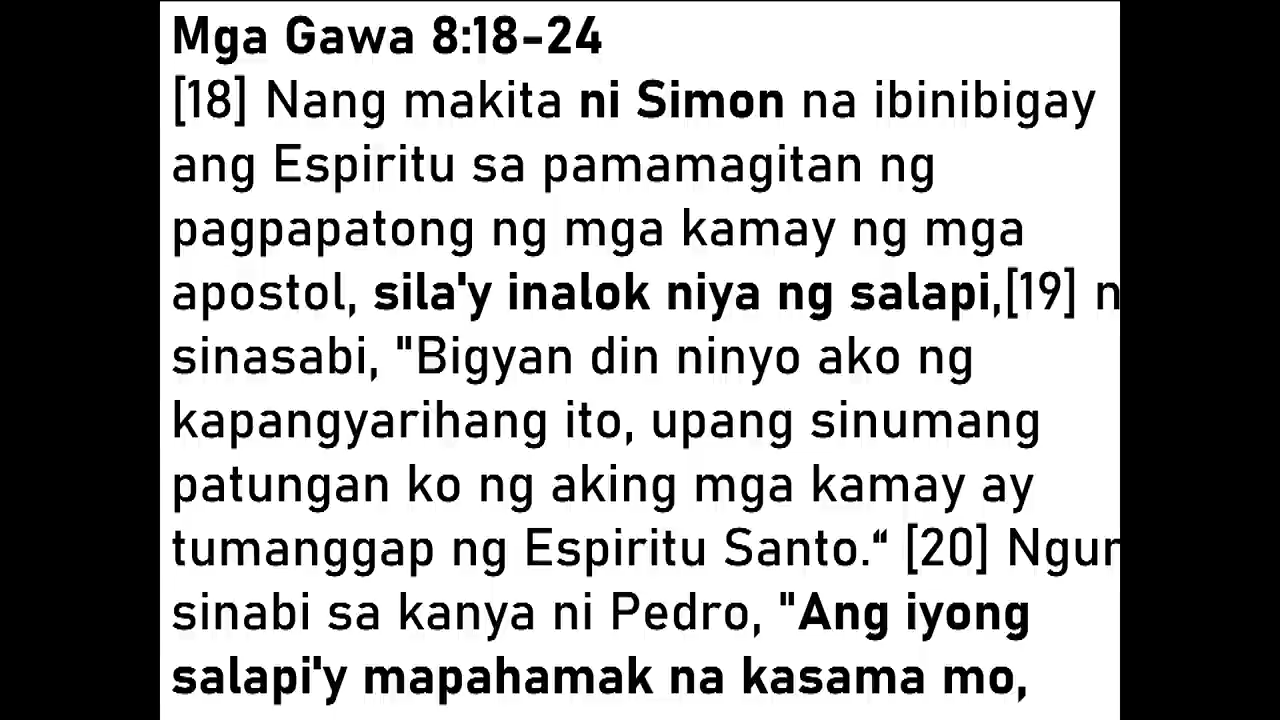 Mga Gawa 8:18-24
[18] Nang makita ni Simon na ibinibigay
ang Espiritu sa pamamagitan ng
pagpapatong ng mga kamay ng mga
apostol, sila'y inalok niya ng salapi,[19] n
sinasabi, "Bigyan din ninyo ako ng
kapangyarihang ito, upang sinumang
patungan ko ng aking mga kamay ay
tumanggap ng Espiritu Santo.“ [20] Ngun
sinabi sa kanya ni Pedro, "Ang iyong
salapi'y mapahamak na kasama mo,